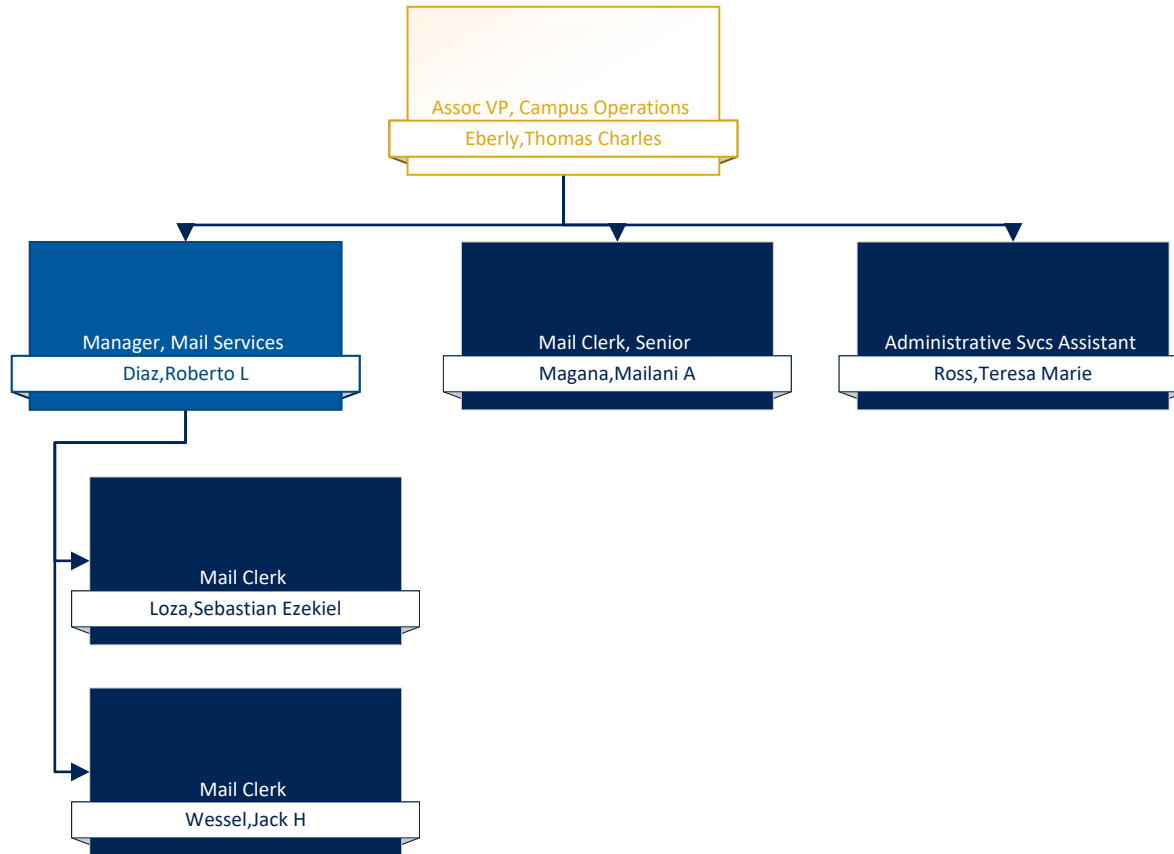 Assoc VP, Campus Operations
Eberly,Thomas Charles
Manager, Mail Services
Diaz,Roberto L
Mail Clerk, Senior
Magana,Mailani A
Administrative Svcs Assistant
Ross,Teresa Marie
Mail Clerk
Loza,Sebastian Ezekiel
Mail Clerk
Wessel,Jack H